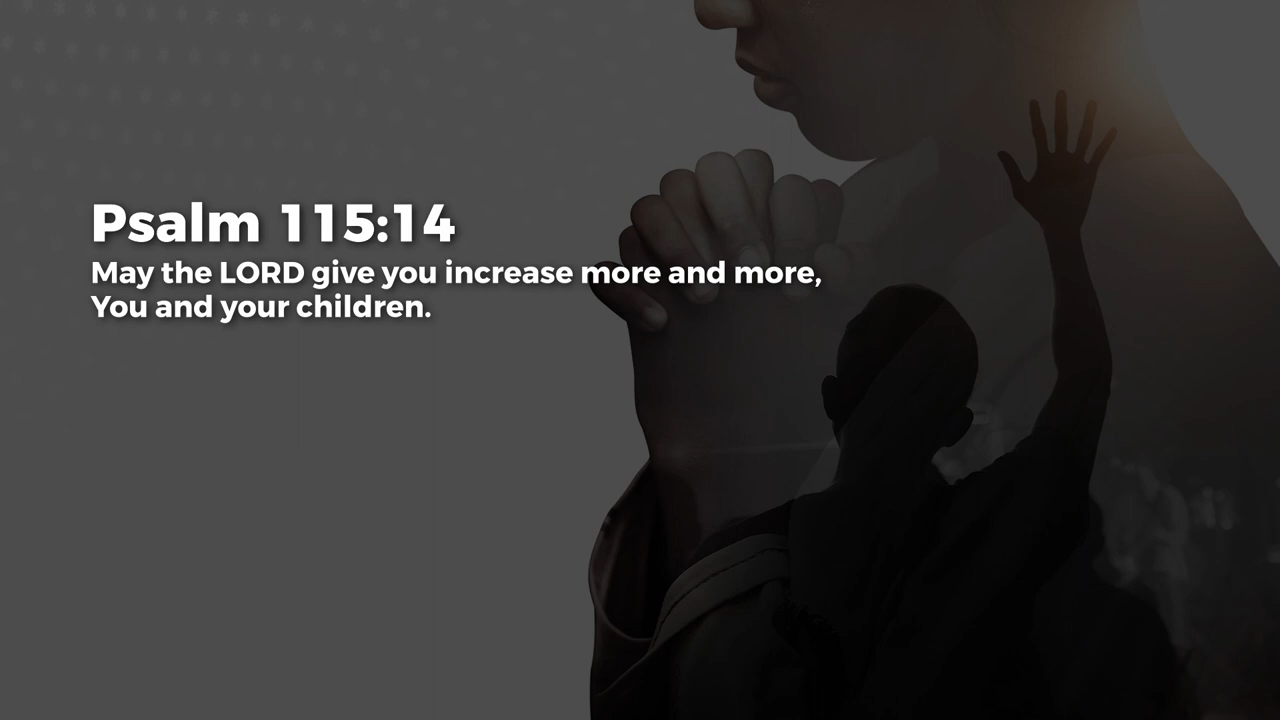 Psalm 115:14
May the LORD give you increase more and more,
You and your children.